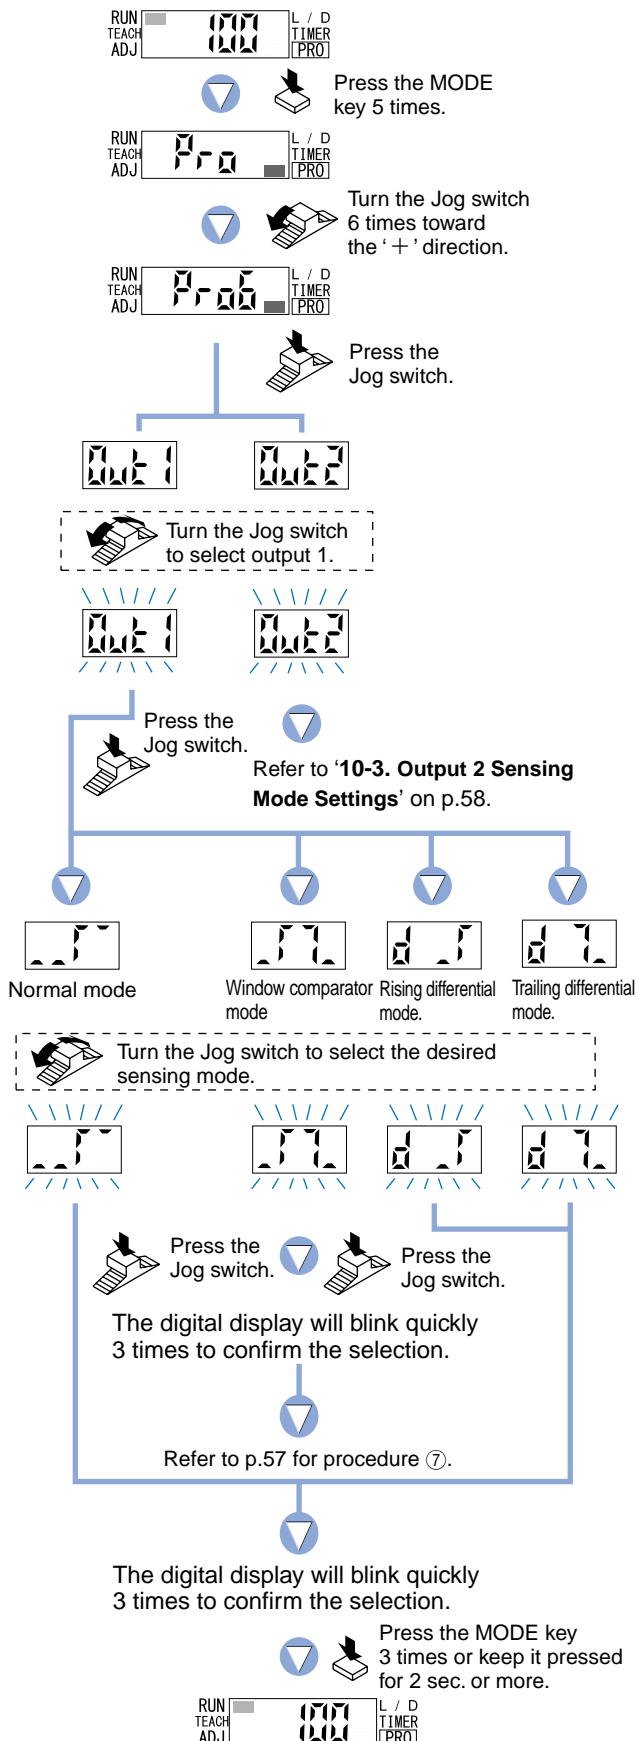 RUN 100 L / D
TEACH TIMER
ADJ PRO
Press the MODE
key 5 times.
RUN Pro L / D
TEACH TIMER
ADJ PRO
Turn the Jog switch
6 times toward
the ‘＋’ direction.
RUN Pro6 L / D
TEACH TIMER
ADJ PRO
Press the
Jog switch.
Out1 Out2
Turn the Jog switch
to select output 1.
Out1 Out2
Press the
Jog switch.
Refer to ‘10-3. Output 2 Sensing
Mode Settings’ on p.58.
Normal mode
Window comparator
mode
Rising differential
mode.
Trailing differential
mode.
Turn the Jog switch to select the desired
sensing mode.
Press the
Jog switch.
Press the
Jog switch.
The digital display will blink quickly
3 times to confirm the selection.
Refer to p.57 for procedure ⑦.
The digital display will blink quickly
3 times to confirm the selection.
Press the MODE key
3 times or keep it pressed
for 2 sec. or more.
RUN 100 L / D
TEACH TIMER
ADJ PRO